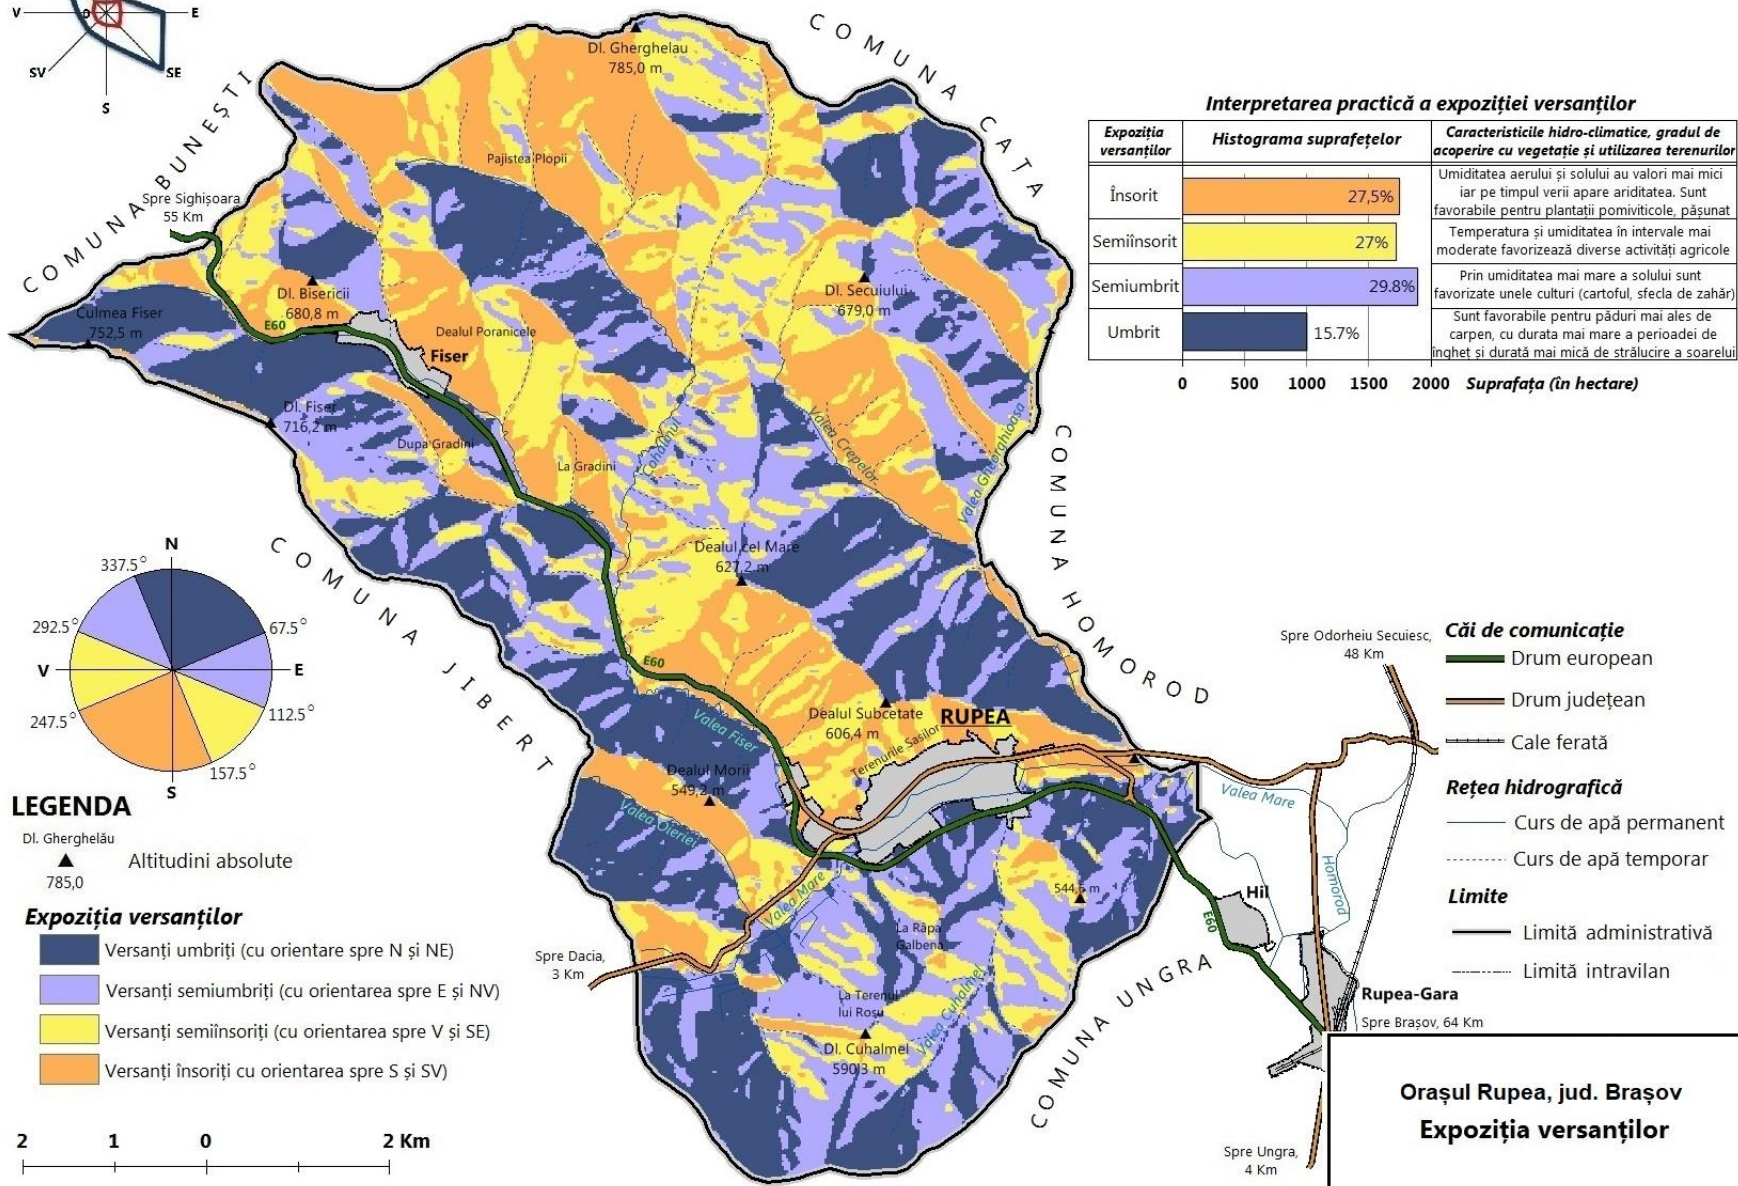 V
E
SV
SE
S
COMUNA BUNEȘTI
COMUNA CAȚA
COMUNA HOMOROD
COMUNA JIBERT
COMUNA UNGRA
Dl. Gherghelau
785,0 m
Pajistea Plopii
Spre Sighișoara
55 Km
Dl. Bisericii
680,8 m
Dl. Secuiului
679,0 m
Culmea Fiser
752,5 m
E60
Dealul Poranicele
Fiser
Dl. Fiser
716,2 m
Dupa Gradini
La Gradini
Cohalmul
Valea Crepelor
Valea Gheorghioasa
Dealul cel Mare
627,2 m
E60
Dealul Subcetate
606,4 m
RUPEA
Terenurile Sasilor
Valea Fiser
Dealul Morii
549,2 m
Valea Oleriei
Valea Mare
Spre Dacia,
3 Km
La Râpa
Galbena
La Terenul
lui Roșu
Dl. Cuhalmei
590,3 m
Valea Cuhalmei
Valea Mare
Homorod
Hil
E60
Rupea-Gara
Spre Brașov, 64 Km
Spre Ungra,
4 Km
Spre Odorheiu Secuiesc,
48 Km
Interpretarea practică a expoziției versanților
Expoziția
versanților
Histograma suprafețelor
Caracteristicile hidro-climatice, gradul de
acoperire cu vegetație și utilizarea terenurilor
Însorit
27,5%
Umiditatea aerului și solului au valori mai mici
iar pe timpul verii apare ariditatea. Sunt
favorabile pentru plantații pomiviticole, pășunat
Semiînsorit
27%
Temperatura și umiditatea în intervale mai
moderate favorizează diverse activități agricole
Semiumbrit
29.8%
Prin umiditatea mai mare a solului sunt
favorizate unele culturi (cartoful, sfecla de zahăr)
Umbrit
15.7%
Sunt favorabile pentru păduri mai ales de
carpen, cu durata mai mare a perioadei de
îngheț și durată mai mică de strălucire a soarelui
0 500 1000 1500 2000 Suprafața (în hectare)
N
337.5°
67.5°
292.5°
V
E
247.5°
112.5°
157.5°
S
LEGENDA
Dl. Gherghelău
785,0
Altitudini absolute
Expoziția versanților
Versanți umbriți (cu orientare spre N și NE)
Versanți semiumbriți (cu orientarea spre E și NV)
Versanți semiînsoriți (cu orientarea spre V și SE)
Versanți însoriți cu orientarea spre S și SV)
2 1 0 2 Km
Căi de comunicație
Drum european
Drum județean
Cale ferată
Rețea hidrografică
Curs de apă permanent
Curs de apă temporar
Limite
Limită administrativă
Limită intravilan
Orașul Rupea, jud. Brașov
Expoziția versanților